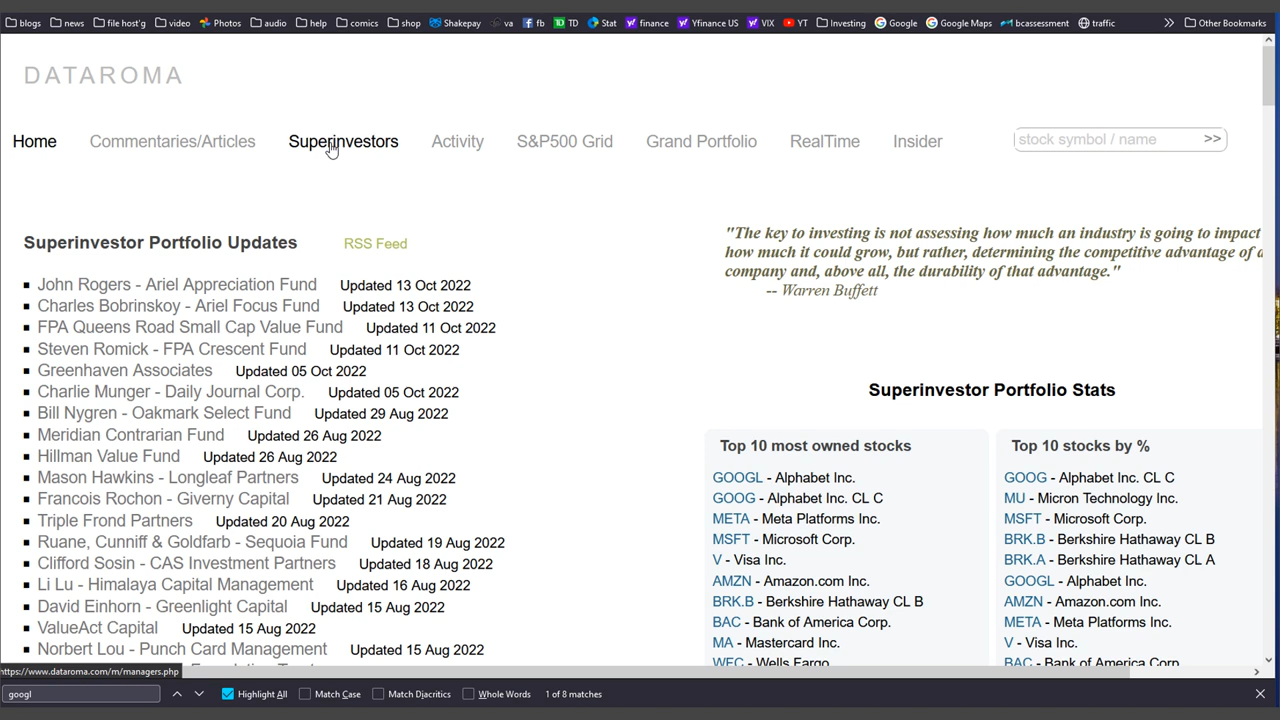 blogs news file host'g video Photos audio help comics shop Shakepay va fb TD Stat finance Yfinance US VIX YT Investing Google Google Maps bcassessment traffic Other Bookmarks
DATAROMA
Home Commentaries/Articles Superinvestors Activity S&P500 Grid Grand Portfolio RealTime Insider stock symbol / name >>
Superinvestor Portfolio Updates RSS Feed
John Rogers - Ariel Appreciation Fund Updated 13 Oct 2022
Charles Bobrinskoy - Ariel Focus Fund Updated 13 Oct 2022
FPA Queens Road Small Cap Value Fund Updated 11 Oct 2022
Steven Romick - FPA Crescent Fund Updated 11 Oct 2022
Greenhaven Associates Updated 05 Oct 2022
Charlie Munger - Daily Journal Corp. Updated 05 Oct 2022
Bill Nygren - Oakmark Select Fund Updated 29 Aug 2022
Meridian Contrarian Fund Updated 26 Aug 2022
Hillman Value Fund Updated 26 Aug 2022
Mason Hawkins - Longleaf Partners Updated 24 Aug 2022
Francois Rochon - Giverny Capital Updated 21 Aug 2022
Triple Frond Partners Updated 20 Aug 2022
Ruane, Cunniff & Goldfarb - Sequoia Fund Updated 19 Aug 2022
Clifford Sosin - CAS Investment Partners Updated 18 Aug 2022
Li Lu - Himalaya Capital Management Updated 16 Aug 2022
David Einhorn - Greenlight Capital Updated 15 Aug 2022
ValueAct Capital Updated 15 Aug 2022
Norbert Lou - Punch Card Management Updated 15 Aug 2022
"The key to investing is not assessing how much an industry is going to impact
how much it could grow, but rather, determining the competitive advantage of
company and, above all, the durability of that advantage."
-- Warren Buffett
Superinvestor Portfolio Stats
Top 10 most owned stocks
GOOGL - Alphabet Inc.
GOOG - Alphabet Inc. CL C
META - Meta Platforms Inc.
MSFT - Microsoft Corp.
V - Visa Inc.
AMZN - Amazon.com Inc.
BRK.B - Berkshire Hathaway CL B
BAC - Bank of America Corp.
MA - Mastercard Inc.
WFC - Wells Fargo
Top 10 stocks by %
GOOG - Alphabet Inc. CL C
MU - Micron Technology Inc.
MSFT - Microsoft Corp.
BRK.B - Berkshire Hathaway CL B
BRK.A - Berkshire Hathaway CL A
GOOGL - Alphabet Inc.
AMZN - Amazon.com Inc.
META - Meta Platforms Inc.
V - Visa Inc.
BAC - Bank of America Corp.
https://www.dataroma.com/m/managers.php
googl Highlight All Match Case Match Diacritics Whole Words 1 of 8 matches